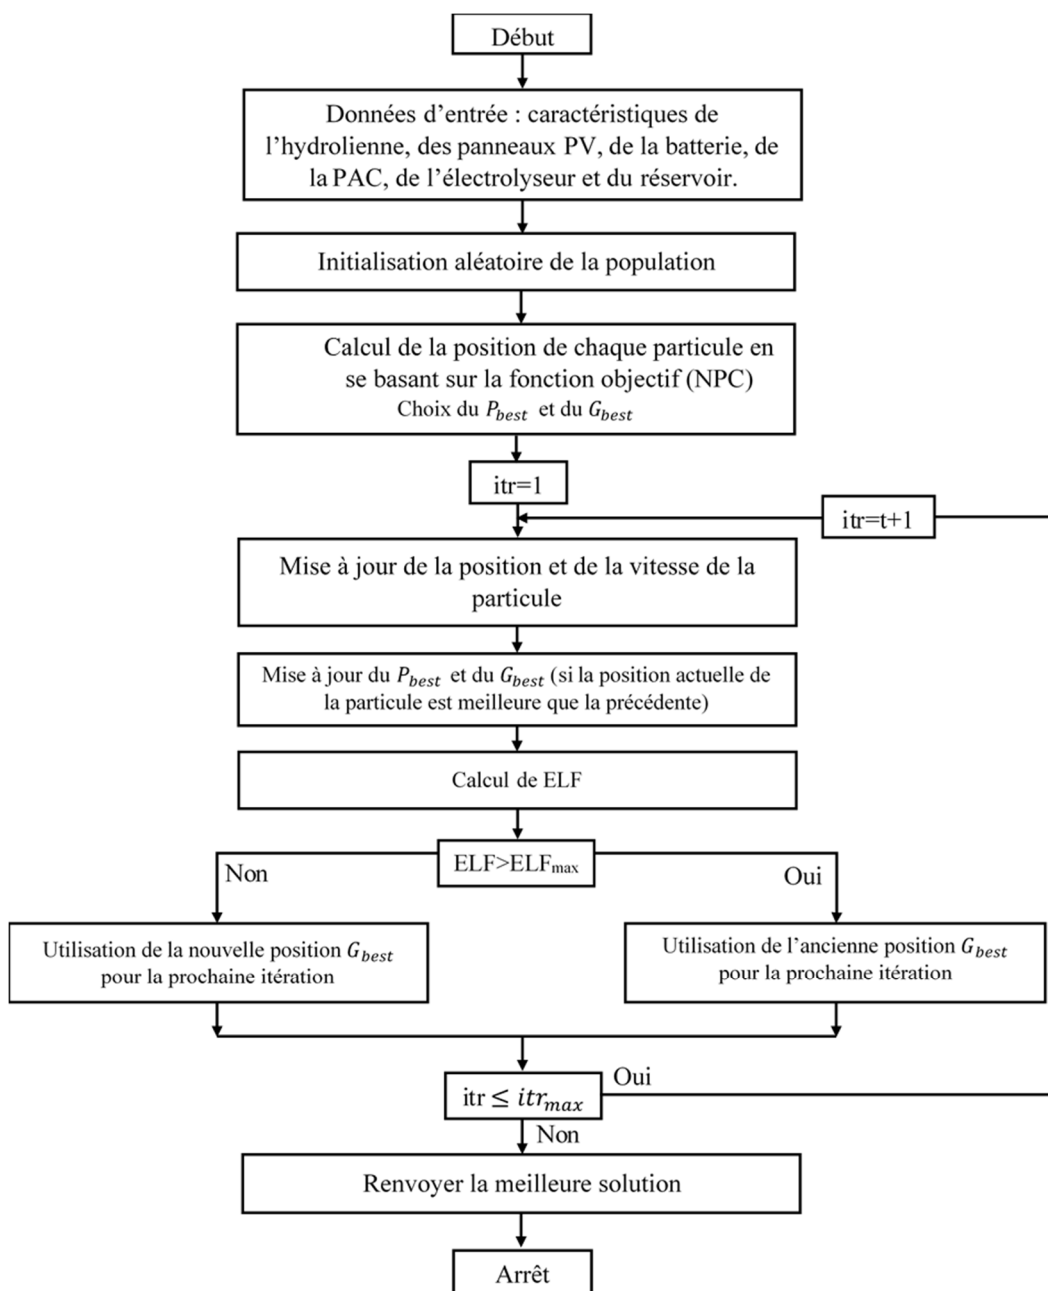 Début
Données d’entrée : caractéristiques de
l’hydrolienne, des panneaux PV, de la batterie, de
la PAC, de l’électrolyseur et du réservoir.
Initialisation aléatoire de la population
Calcul de la position de chaque particule en
se basant sur la fonction objectif (NPC)
Choix du P_best et du G_best
itr=1
itr=t+1
Mise à jour de la position et de la vitesse de la
particule
Mise à jour du P_best et du G_best (si la position actuelle de
la particule est meilleure que la précédente)
Calcul de ELF
ELF>ELF_max
Non
Oui
Utilisation de la nouvelle position G_best
pour la prochaine itération
Utilisation de l’ancienne position G_best
pour la prochaine itération
itr ≤ itr_max
Oui
Non
Renvoyer la meilleure solution
Arrêt